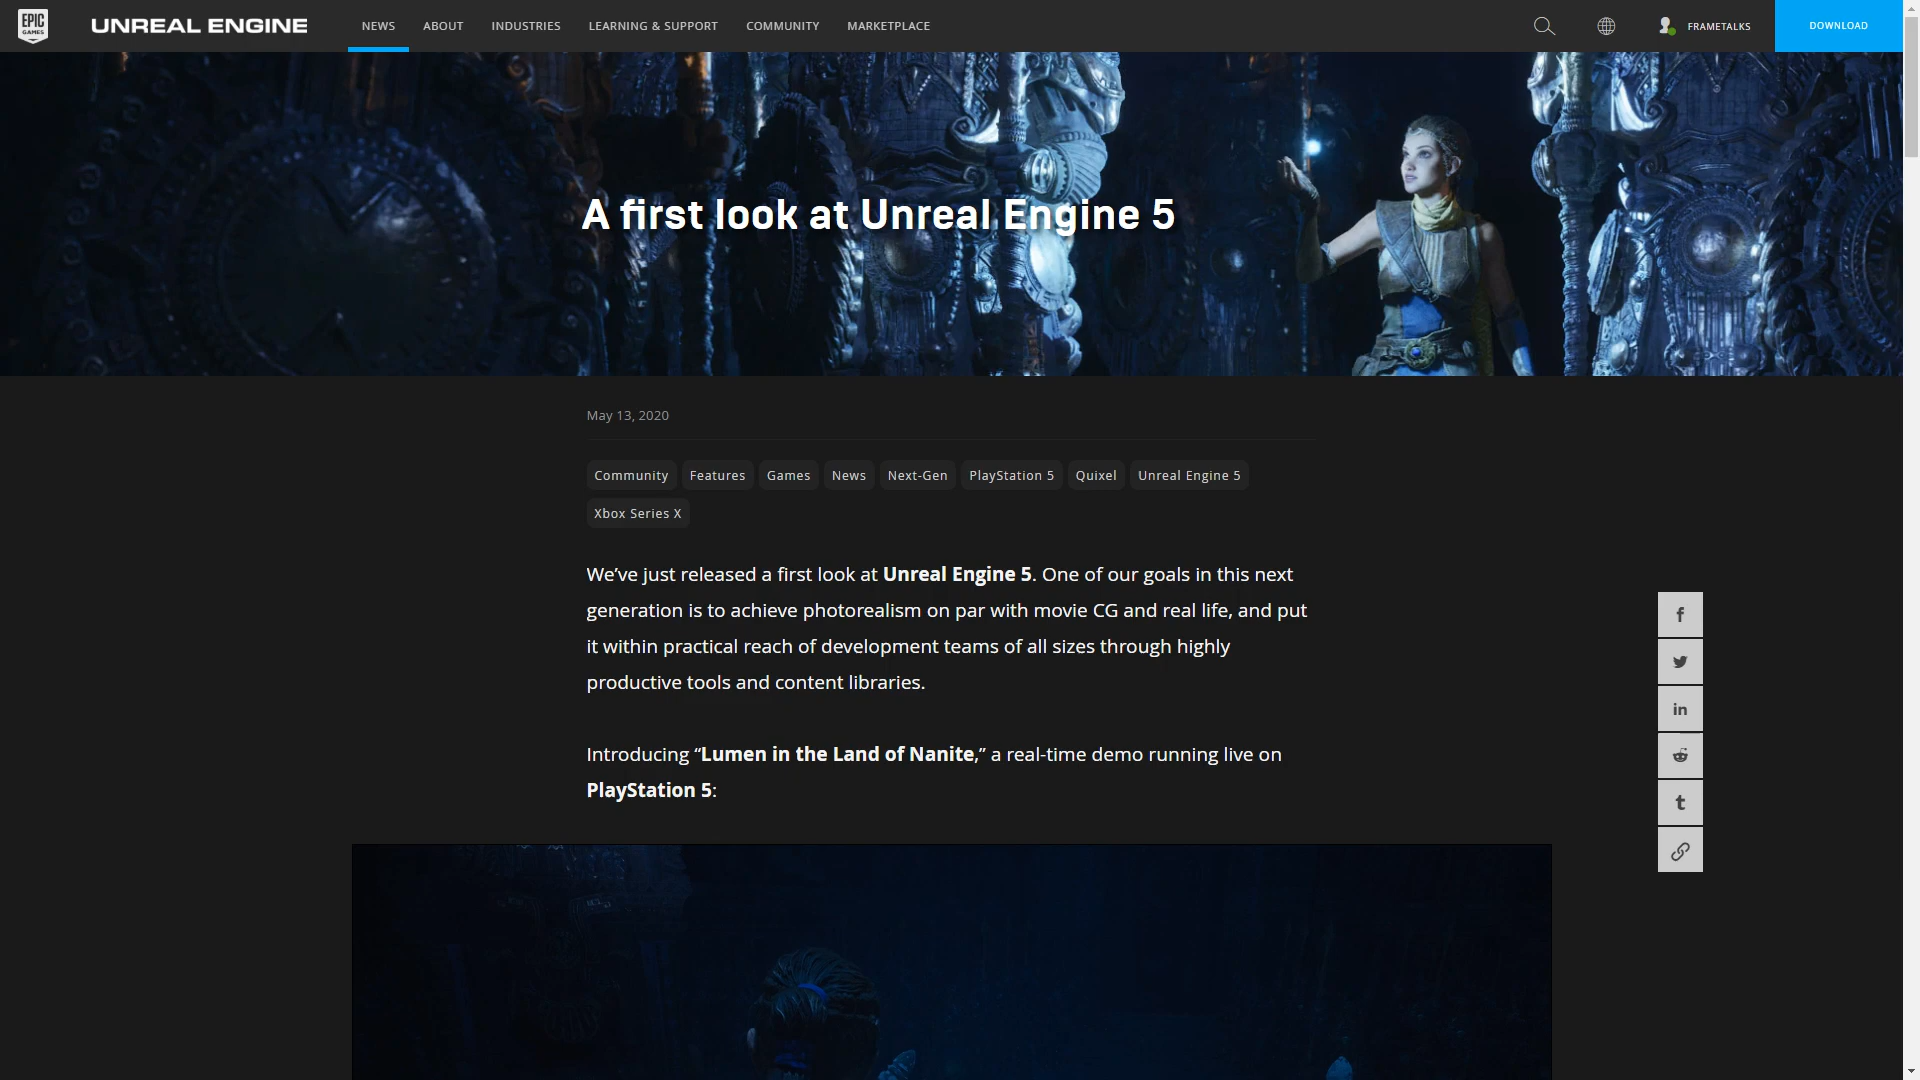 EPIC
GAMES
UNREAL ENGINE
NEWS
ABOUT
INDUSTRIES
LEARNING & SUPPORT
COMMUNITY
MARKETPLACE
FRAMETALKS
DOWNLOAD
A first look at Unreal Engine 5
May 13, 2020
Community
Features
Games
News
Next-Gen
PlayStation 5
Quixel
Unreal Engine 5
Xbox Series X
We’ve just released a first look at Unreal Engine 5. One of our goals in this next
generation is to achieve photorealism on par with movie CG and real life, and put
it within practical reach of development teams of all sizes through highly
productive tools and content libraries.
Introducing “Lumen in the Land of Nanite,” a real-time demo running live on
PlayStation 5: